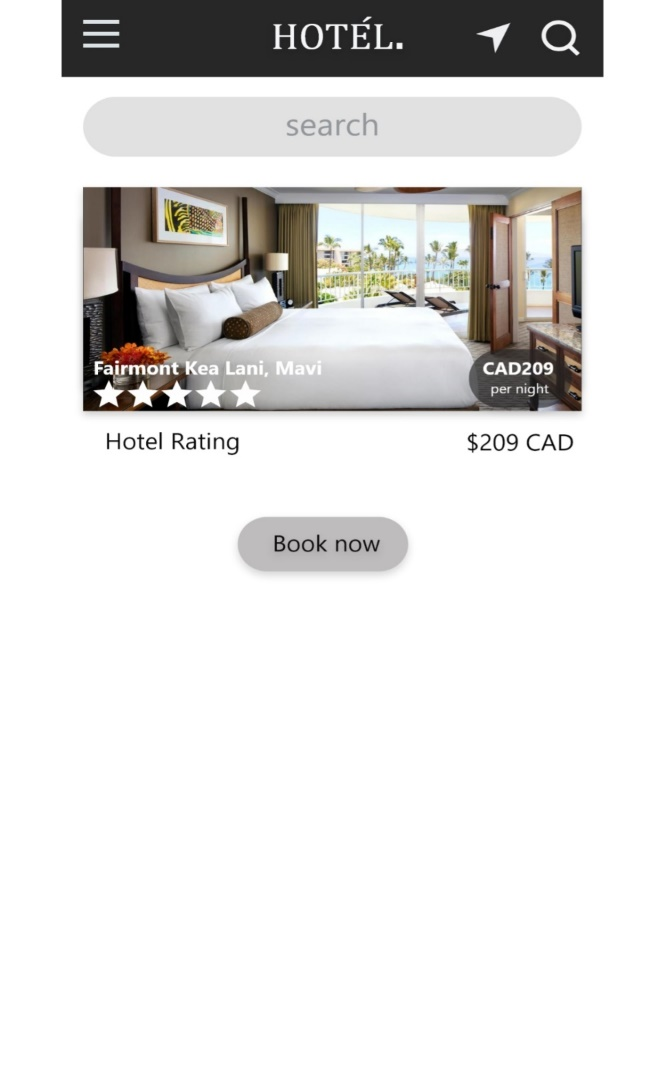 HOTÉL.
search
Fairmont Kea Lani, Mavi
CAD209
per night
Hotel Rating
$209 CAD
Book now